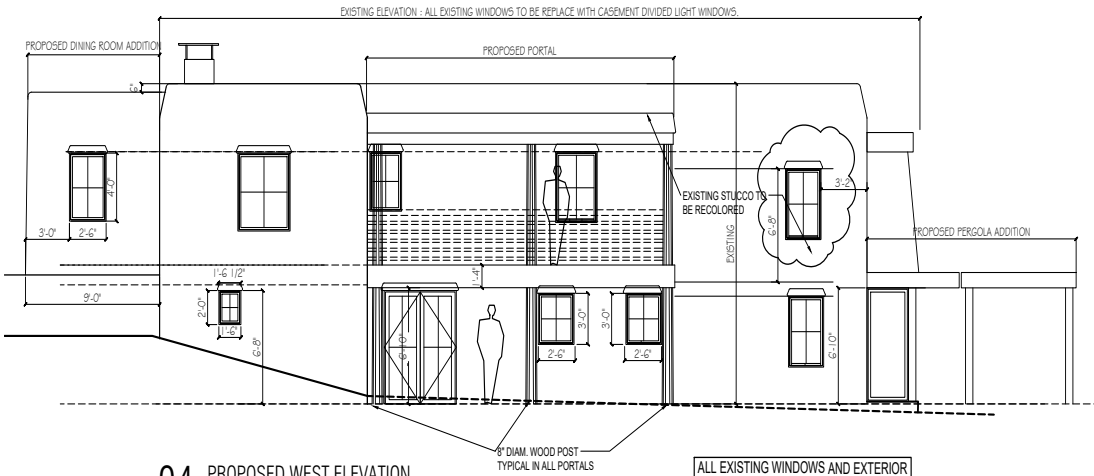 EXISTING ELEVATION : ALL EXISTING WINDOWS TO BE REPLACE WITH CASEMENT DIVIDED LIGHT WINDOWS.
PROPOSED DINING ROOM ADDITION
PROPOSED PORTAL
6"
4'-0"
3'-0"
2'-6"
9'-0"
1'-6 1/2"
2'-0"
1'-6"
6'-8"
1'-4"
EXISTING STUCCO TO
BE RECOLORED
EXISTING
6'-8"
3'-2"
PROPOSED PERGOLA ADDITION
6'-10"
3'-0"
2'-6"
3'-0"
2'-6"
6'-10"
8" DIAM. WOOD POST
TYPICAL IN ALL PORTALS
PROPOSED WEST ELEVATION
ALL EXISTING WINDOWS AND EXTERIOR